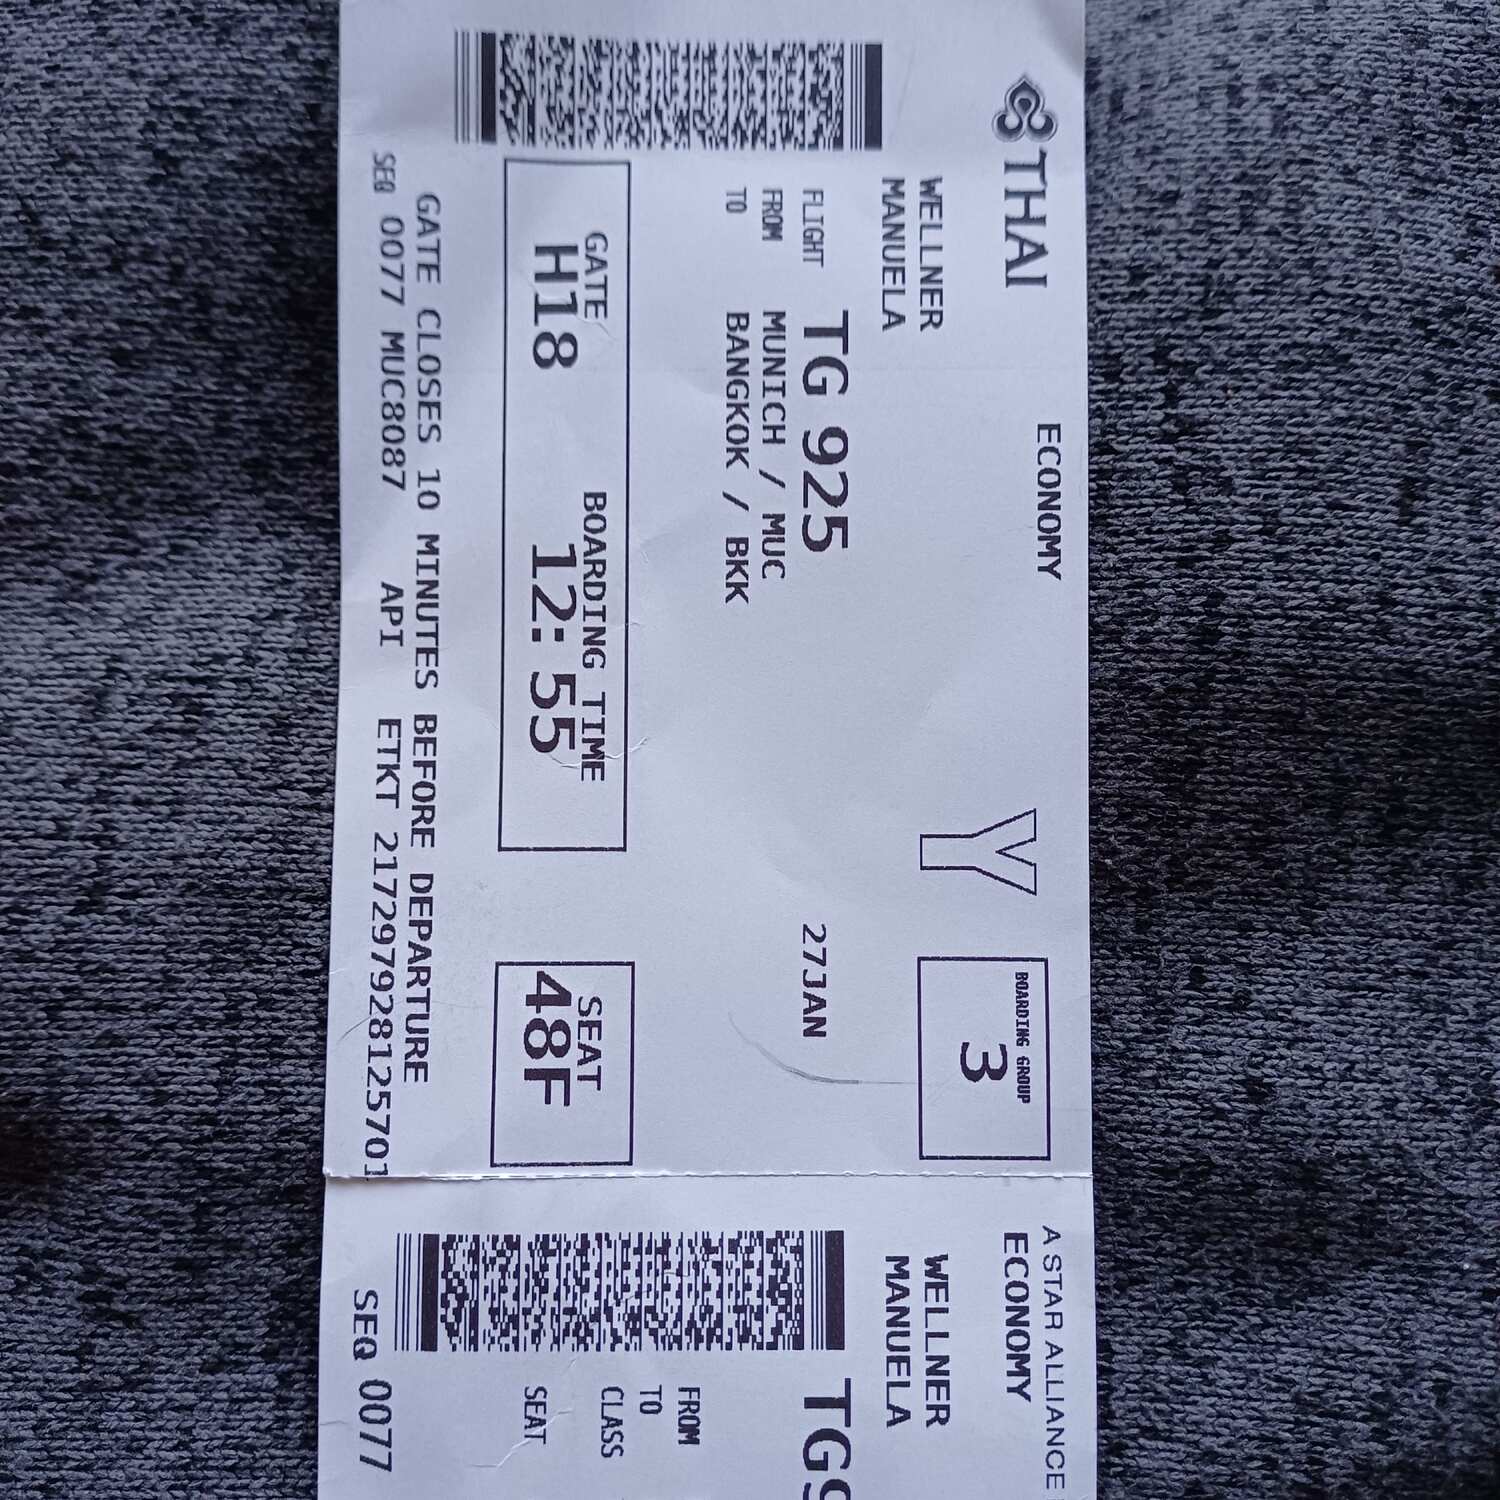 THAI
ECONOMY
Y
BOARDING GROUP
3
WELLNER
MANUELA
FLIGHT TG 925 27JAN
FROM MUNICH / MUC
TO BANGKOK / BKK
GATE BOARDING TIME SEAT
H18 12:55 48F
GATE CLOSES 10 MINUTES BEFORE DEPARTURE
SEQ 0077 MUC8087 API ETKT 217297928125701
A STAR ALLIANCE
ECONOMY
WELLNER
MANUELA
TG9
FROM
TO
CLASS
SEAT
SEQ 0077